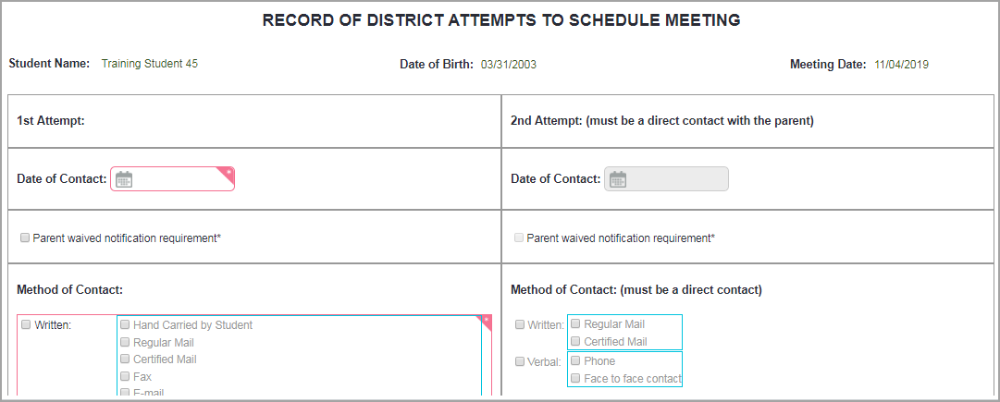 RECORD OF DISTRICT ATTEMPTS TO SCHEDULE MEETING
Student Name: Training Student 45 Date of Birth: 03/31/2003 Meeting Date: 11/04/2019
1st Attempt:
2nd Attempt: (must be a direct contact with the parent)
Date of Contact: *
Date of Contact:
Parent waived notification requirement*
Parent waived notification requirement*
Method of Contact:
Written: *
Hand Carried by Student
Regular Mail
Certified Mail
Fax
E-mail
Method of Contact: (must be a direct contact)
Written:
Regular Mail
Certified Mail
Verbal:
Phone
Face to face contact